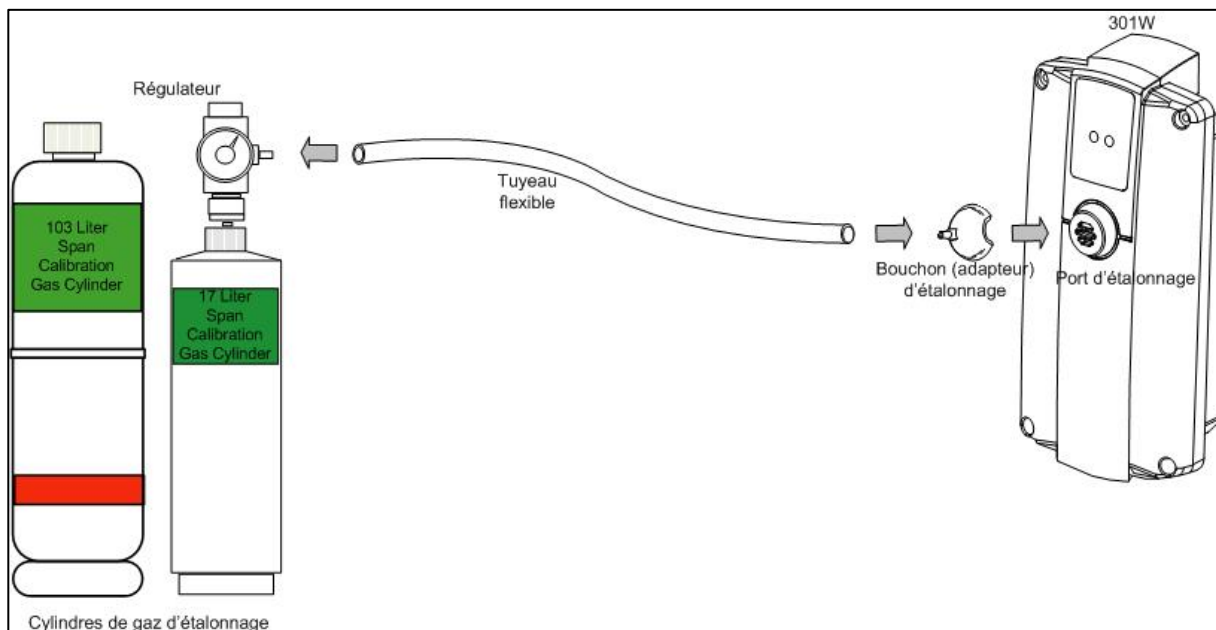 301W
Régulateur
103 Liter
Span
Calibration
Gas Cylinder
17 Liter
Span
Calibration
Gas Cylinder
Tuyeau
flexible
Bouchon (adapteur)
d'étalonnage
Port d'étalonnage
Cylindres de gaz d'étalonnage